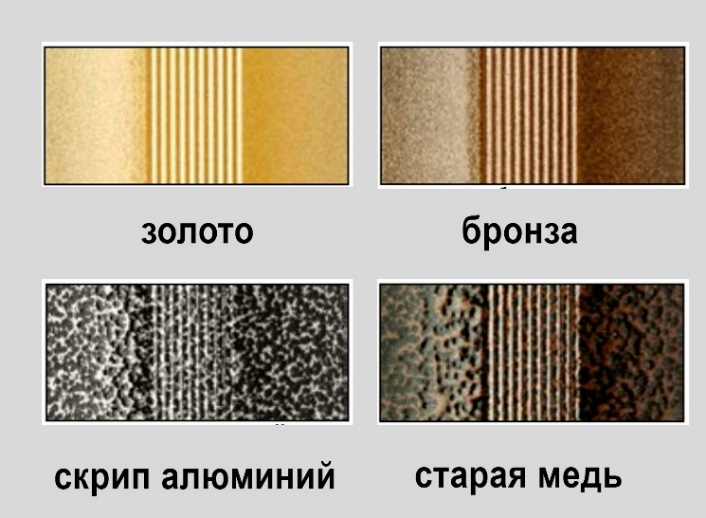 золото
бронза
скрип алюминий
старая медь